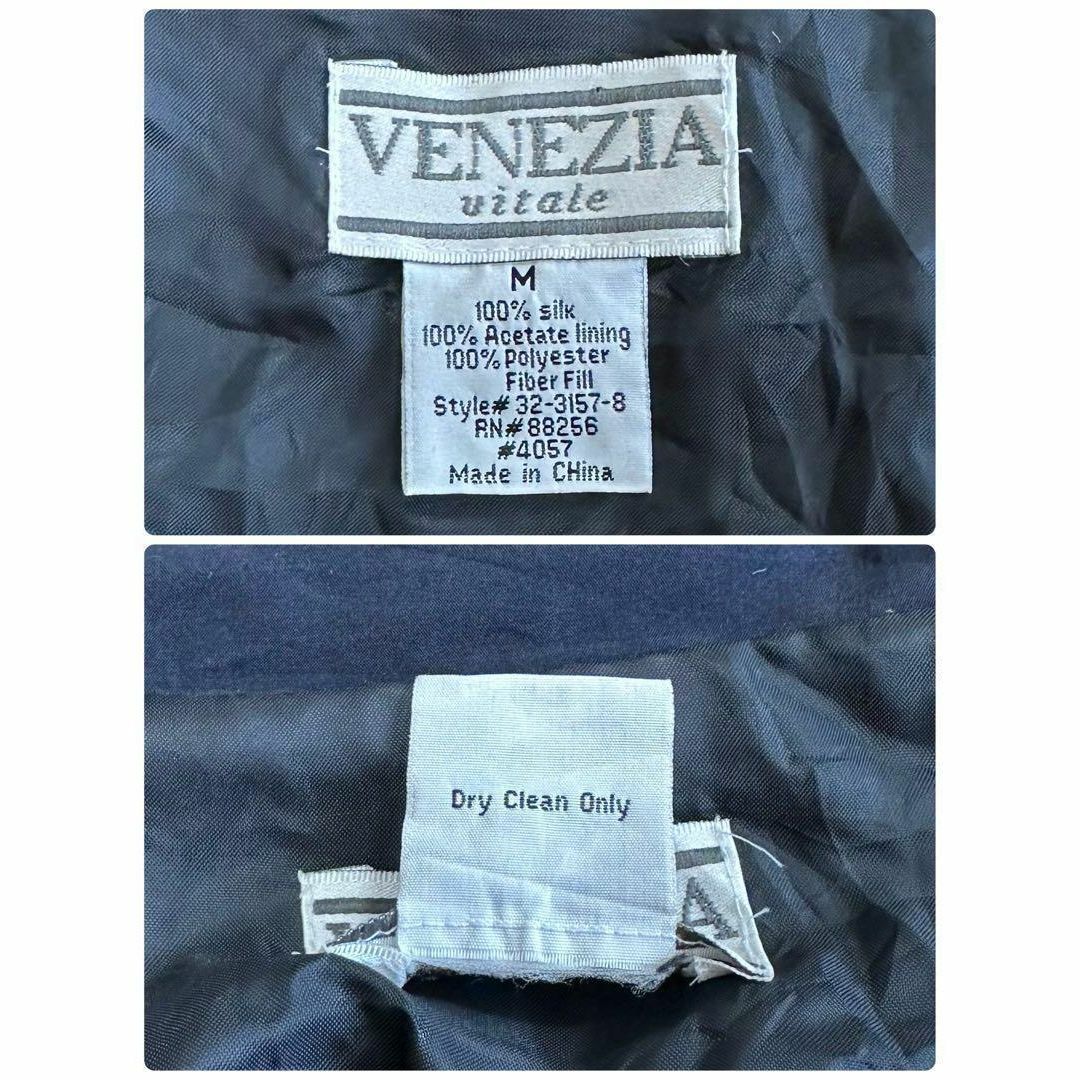 VENEZIA
vitale
M
100% silk
100% Acetate lining
100% Polyester
Fiber Fill
Style# 32-3157-8
RN# 88256
#4057
Made in CHina
Dry Clean Only
A